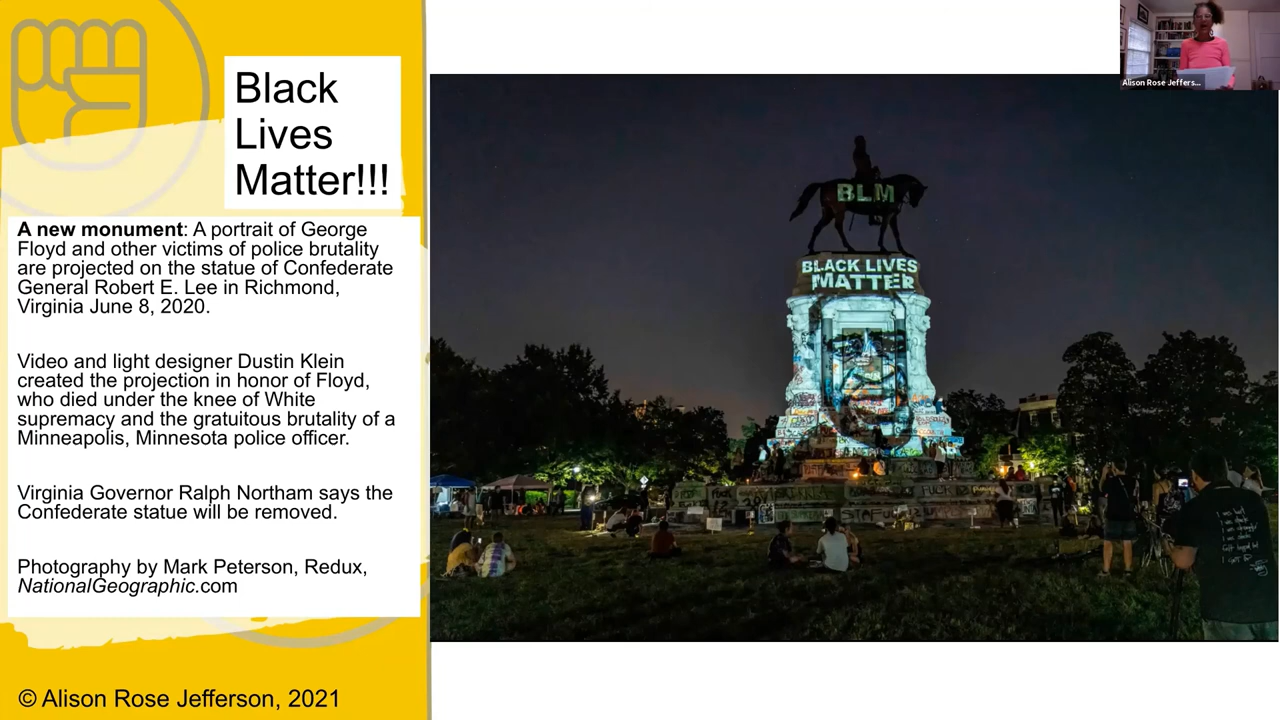 Black
Lives
Matter!!!
A new monument: A portrait of George
Floyd and other victims of police brutality
are projected on the statue of Confederate
General Robert E. Lee in Richmond,
Virginia June 8, 2020.
Video and light designer Dustin Klein
created the projection in honor of Floyd,
who died under the knee of White
supremacy and the gratuitous brutality of a
Minneapolis, Minnesota police officer.
Virginia Governor Ralph Northam says the
Confederate statue will be removed.
Photography by Mark Peterson, Redux,
NationalGeographic.com
© Alison Rose Jefferson, 2021
BLM
BLACK LIVES
MATTER
Alison Rose Jeffers...